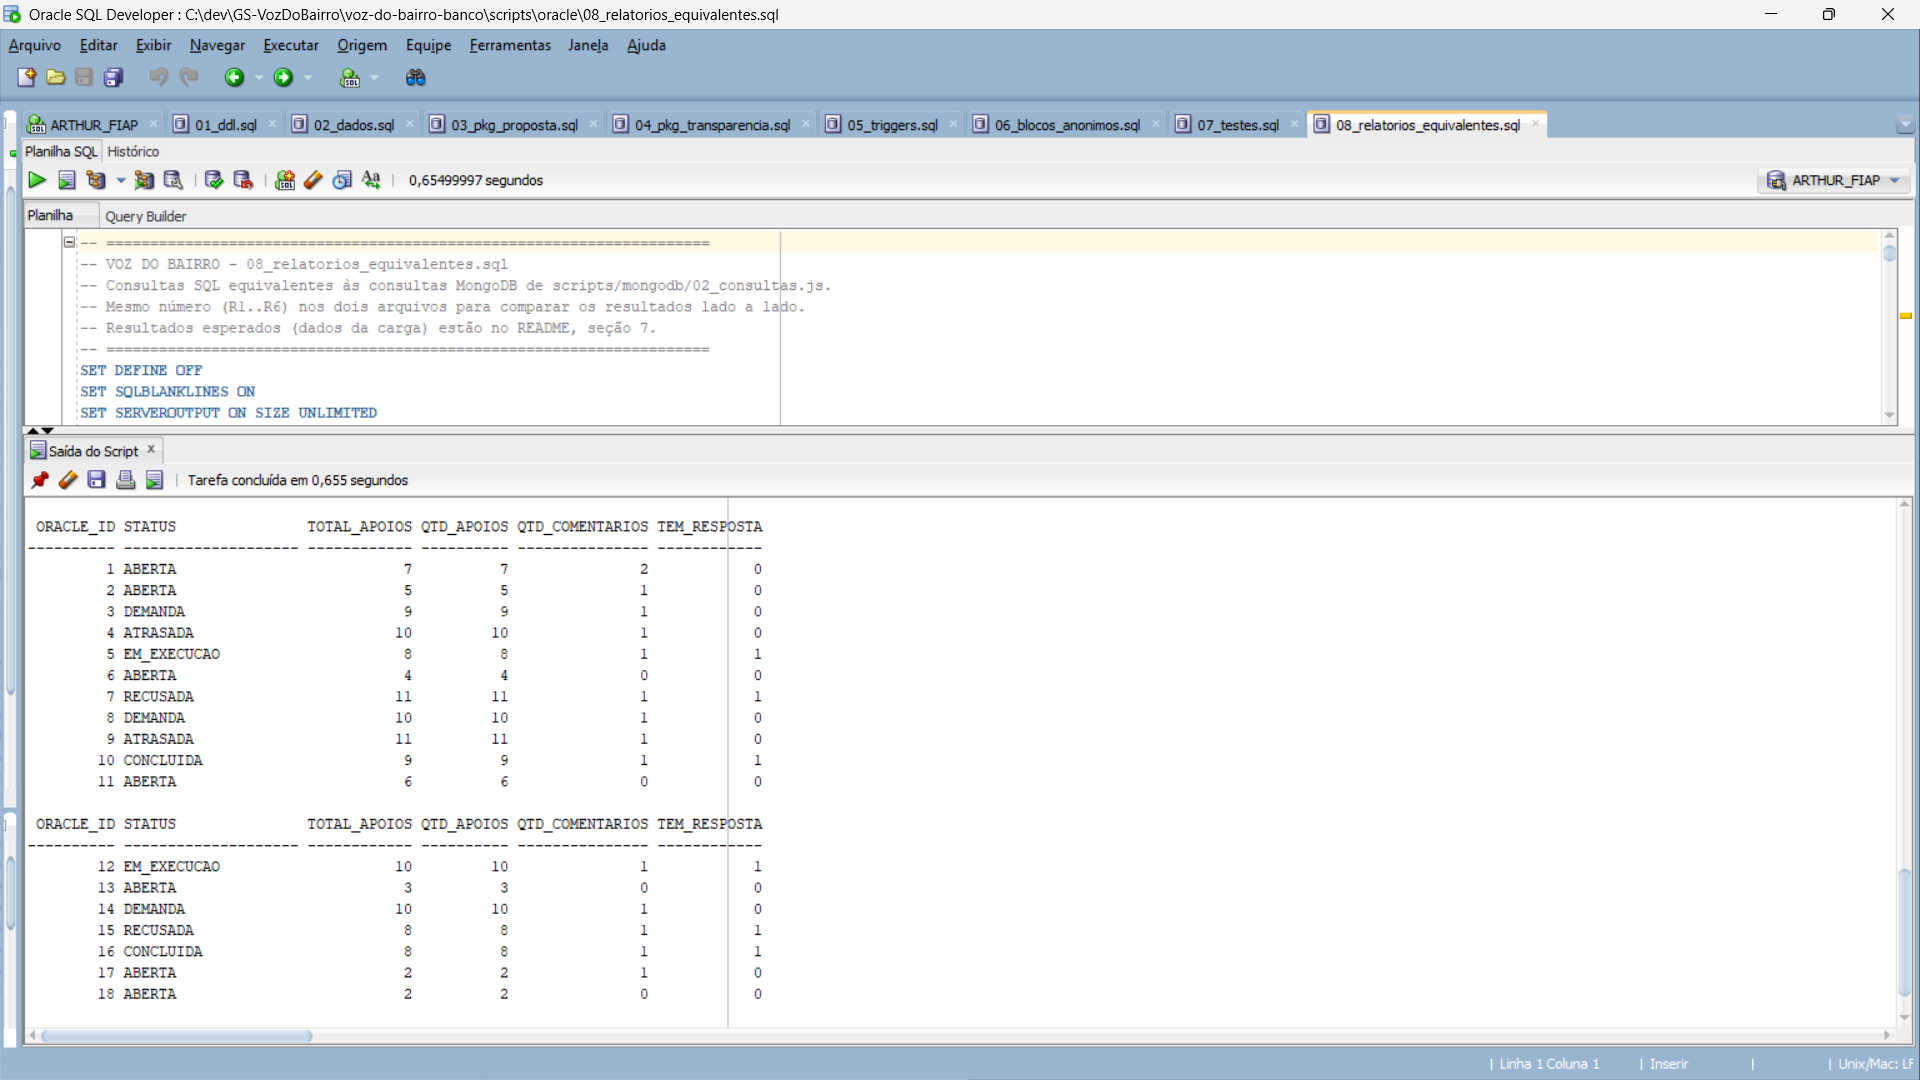 Oracle SQL Developer : C:\dev\GS-VozDoBairro\voz-do-bairro-banco\scripts\oracle\08_relatorios_equivalentes.sql
Arquivo Editar Exibir Navegar Executar Origem Equipe Ferramentas Janela Ajuda
ARTHUR_FIAP 01_ddl.sql 02_dados.sql 03_pkg_proposta.sql 04_pkg_transparencia.sql 05_triggers.sql 06_blocos_anonimos.sql 07_testes.sql 08_relatorios_equivalentes.sql
Planilha SQL Histórico
0,65499997 segundos ARTHUR_FIAP
Planilha Query Builder
-- =====================================================================
-- VOZ DO BAIRRO - 08_relatorios_equivalentes.sql
-- Consultas SQL equivalentes às consultas MongoDB de scripts/mongodb/02_consultas.js.
-- Mesmo número (R1..R6) nos dois arquivos para comparar os resultados lado a lado.
-- Resultados esperados (dados da carga) estão no README, seção 7.
-- =====================================================================
SET DEFINE OFF
SET SQLBLANKLINES ON
SET SERVEROUTPUT ON SIZE UNLIMITED
Saída do Script
Tarefa concluída em 0,655 segundos
ORACLE_ID STATUS TOTAL_APOIOS QTD_APOIOS QTD_COMENTARIOS TEM_RESPOSTA
---------- -------------------- ------------ ---------- --------------- ------------
1 ABERTA 7 7 2 0
2 ABERTA 5 5 1 0
3 DEMANDA 9 9 1 0
4 ATRASADA 10 10 1 0
5 EM_EXECUCAO 8 8 1 1
6 ABERTA 4 4 0 0
7 RECUSADA 11 11 1 1
8 DEMANDA 10 10 1 0
9 ATRASADA 11 11 1 0
10 CONCLUIDA 9 9 1 1
11 ABERTA 6 6 0 0
ORACLE_ID STATUS TOTAL_APOIOS QTD_APOIOS QTD_COMENTARIOS TEM_RESPOSTA
---------- -------------------- ------------ ---------- --------------- ------------
12 EM_EXECUCAO 10 10 1 1
13 ABERTA 3 3 0 0
14 DEMANDA 10 10 1 0
15 RECUSADA 8 8 1 1
16 CONCLUIDA 8 8 1 1
17 ABERTA 2 2 1 0
18 ABERTA 2 2 0 0
| Linha 1 Coluna 1 | Inserir | | Unix/Mac: LF